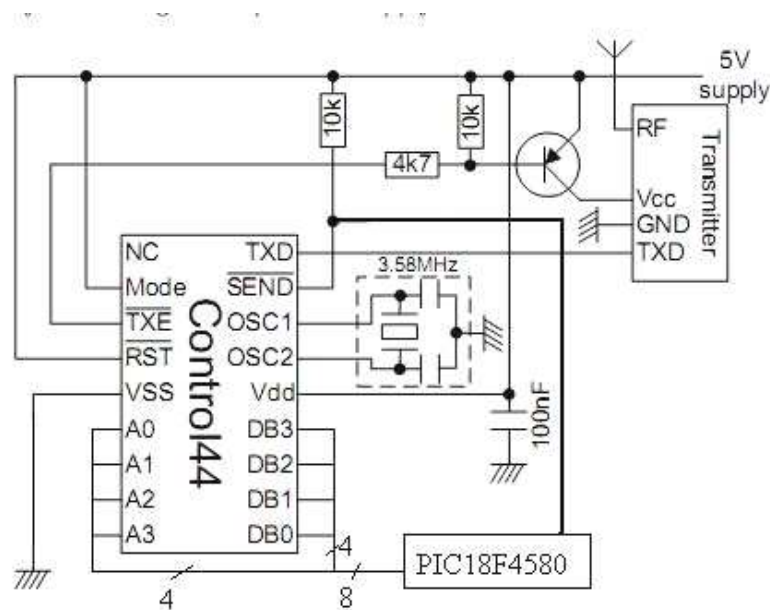 5V
supply
10k
10k
4k7
RF
Vcc
GND
TXD
Transmitter
NC
Mode
TXE
RST
VSS
A0
A1
A2
A3
Control44
TXD
SEND
OSC1
OSC2
Vdd
DB3
DB2
DB1
DB0
3.58MHz
100nF
4
4
8
PIC18F4580